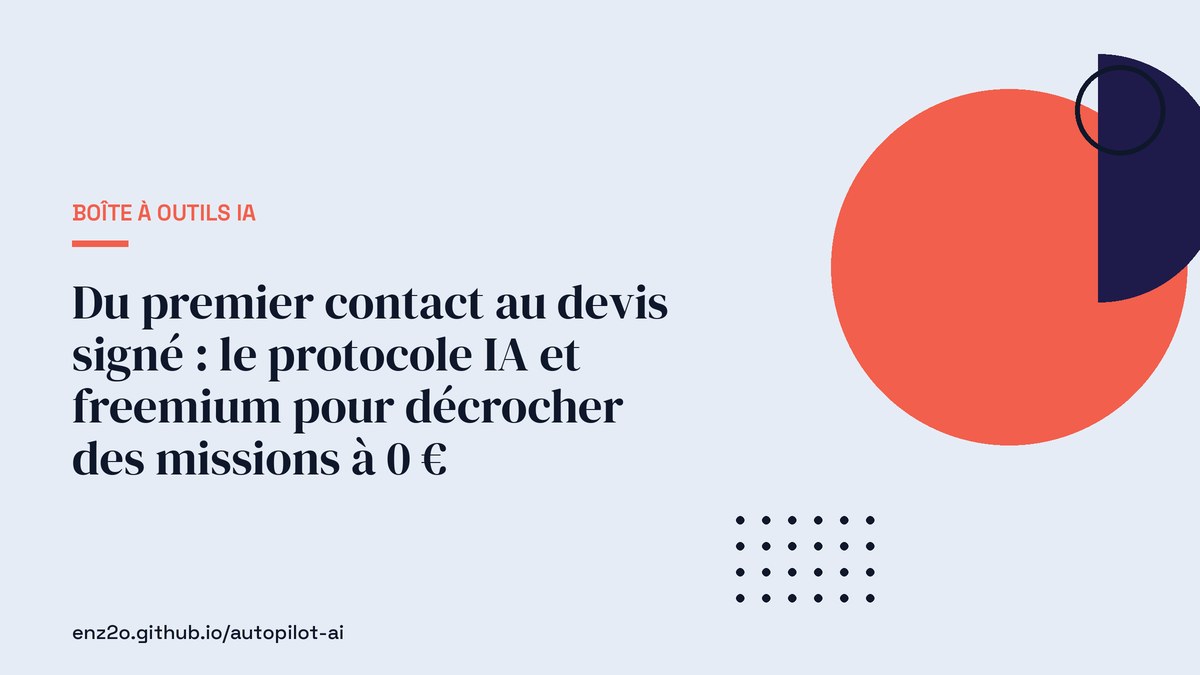 BOÎTE À OUTILS IA
Du premier contact au devis
signé : le protocole IA et
freemium pour décrocher
des missions à 0 €
enz2o.github.io/autopilot-ai